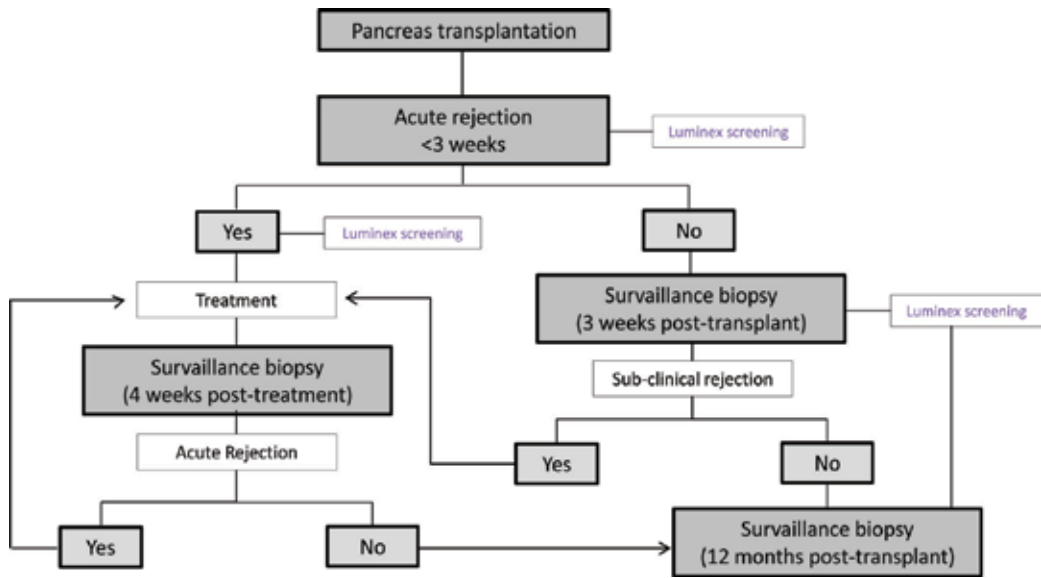 Pancreas transplantation
Acute rejection
<3 weeks
Luminex screening
Yes
Luminex screening
No
Treatment
Survaillance biopsy
(3 weeks post-transplant)
Luminex screening
Survaillance biopsy
(4 weeks post-treatment)
Sub-clinical rejection
Acute Rejection
Yes
No
Yes
No
Survaillance biopsy
(12 months post-transplant)